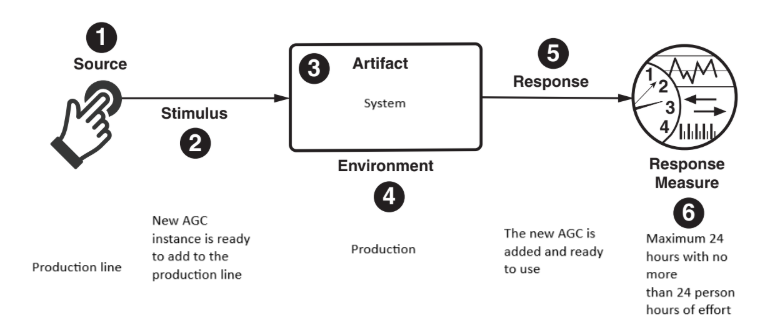 1
Source
Stimulus
2
3
Artifact
System
Environment
4
5
Response
1
2
3
4
Response
Measure
6
Production line
New AGC
instance is ready
to add to the
production line
Production
The new AGC is
added and ready
to use
Maximum 24
hours with no
more
than 24 person
hours of effort